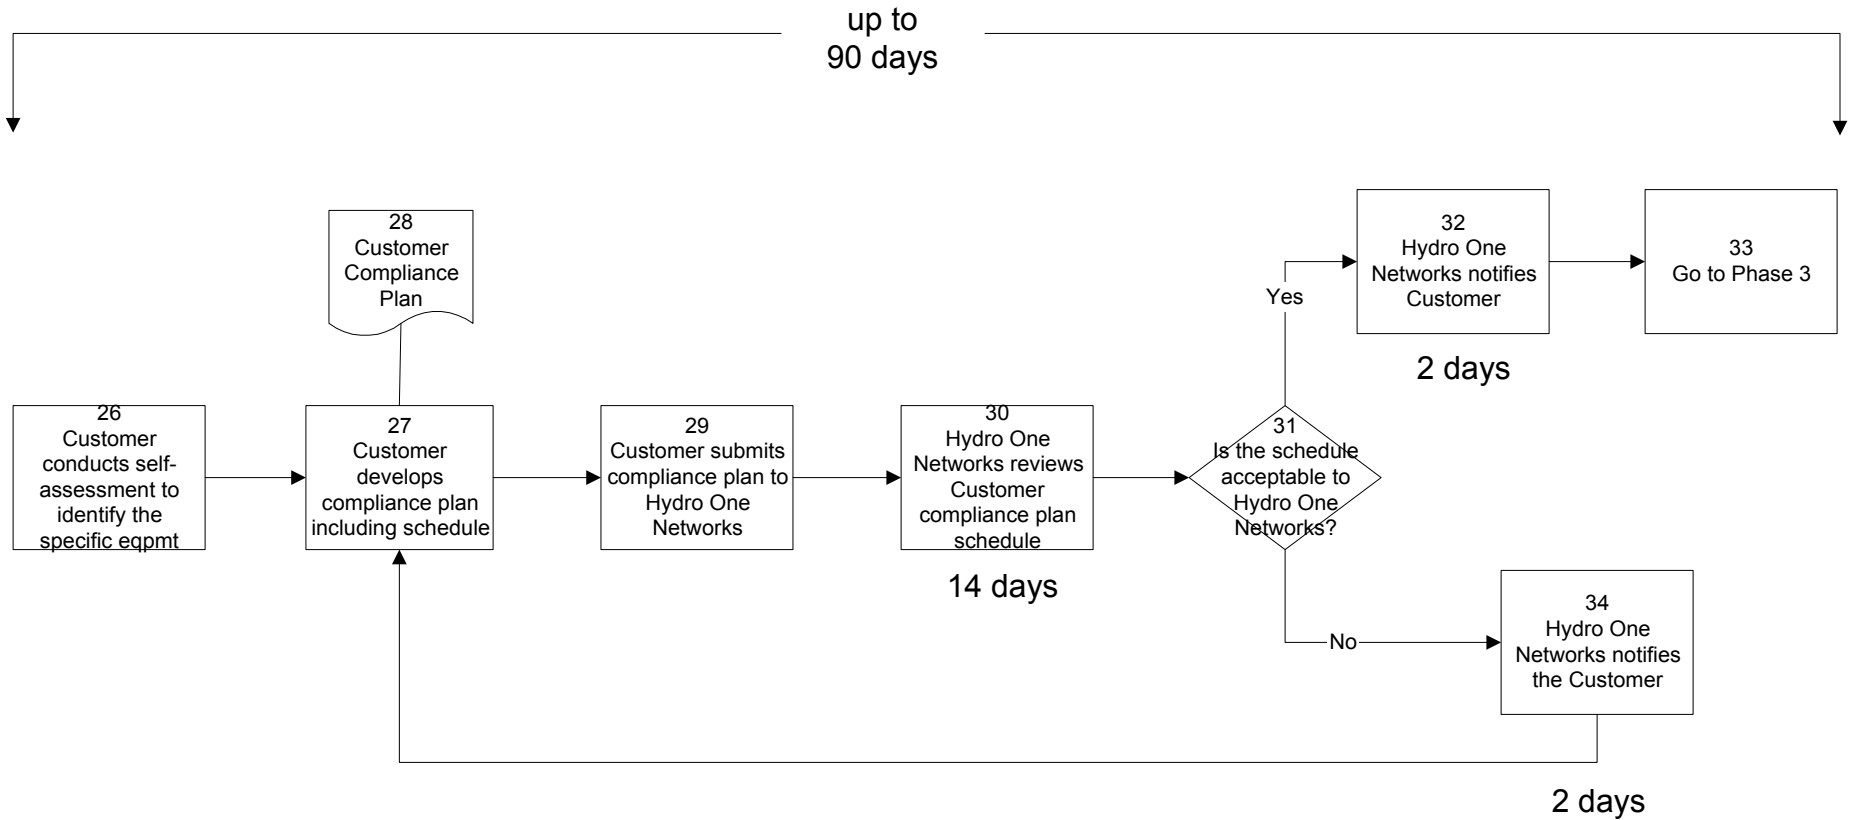 up to
90 days
28
Customer
Compliance
Plan
26
Customer
conducts self-
assessment to
identify the
specific eqpmt
27
Customer
develops
compliance plan
including schedule
29
Customer submits
compliance plan to
Hydro One
Networks
30
Hydro One
Networks reviews
Customer
compliance plan
schedule
14 days
31
Is the schedule
acceptable to
Hydro One
Networks?
Yes
32
Hydro One
Networks notifies
Customer
2 days
33
Go to Phase 3
No
34
Hydro One
Networks notifies
the Customer
2 days